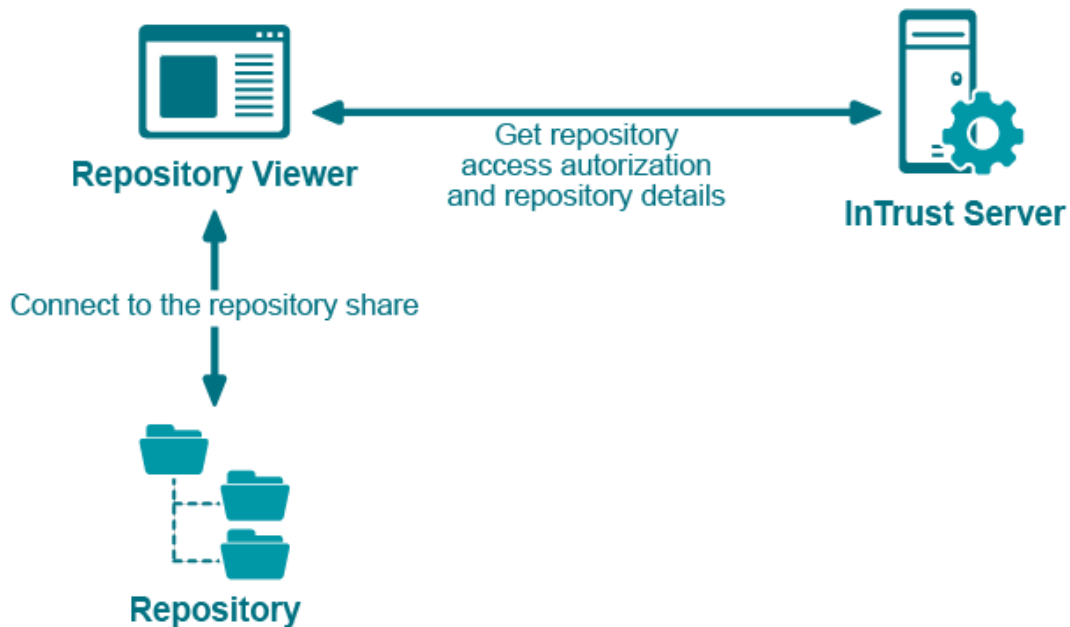 Repository Viewer
Get repository
access autorization
and repository details
InTrust Server
Connect to the repository share
Repository